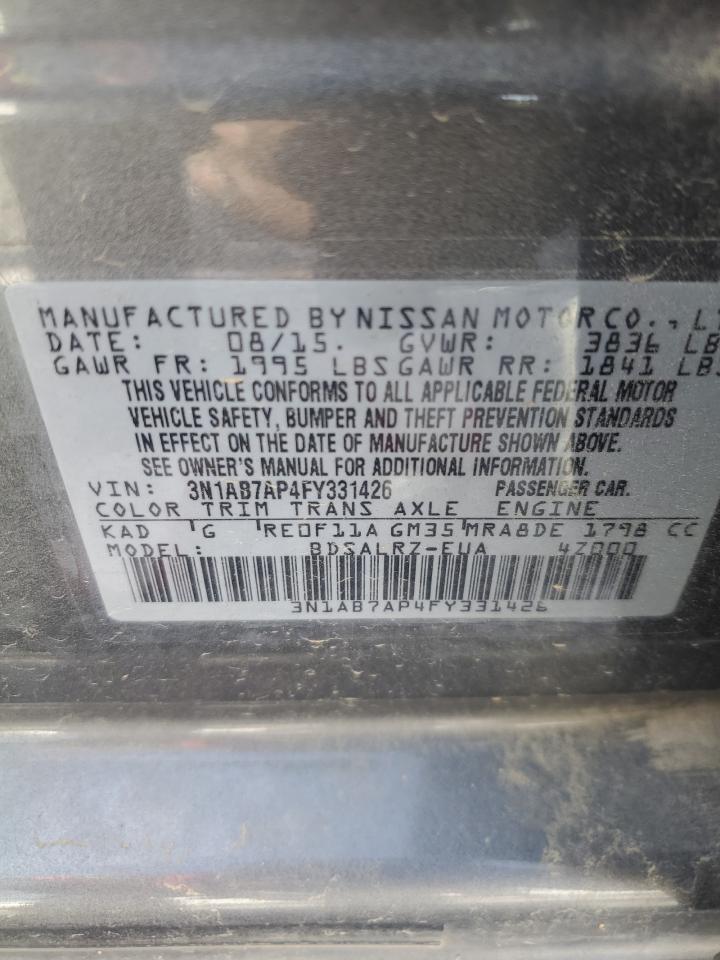 MANUFACTURED BY NISSAN MOTOR CO.,
DATE: 08/15. GVWR: 3836 LB
GAWR FR: 1995 LBS GAWR RR: 1841 LBS
THIS VEHICLE CONFORMS TO ALL APPLICABLE FEDERAL MOTOR
VEHICLE SAFETY, BUMPER AND THEFT PREVENTION STANDARDS
IN EFFECT ON THE DATE OF MANUFACTURE SHOWN ABOVE.
SEE OWNER'S MANUAL FOR ADDITIONAL INFORMATION.
VIN: 3N1AB7AP4FY331426 PASSENGER CAR.
COLOR TRIM TRANS AXLE ENGINE
KAD G RE0F11A GM35 MRA8DE 1798 CC
MODEL: BDSALRZ-EUA 4Z000
3N1AB7AP4FY331426